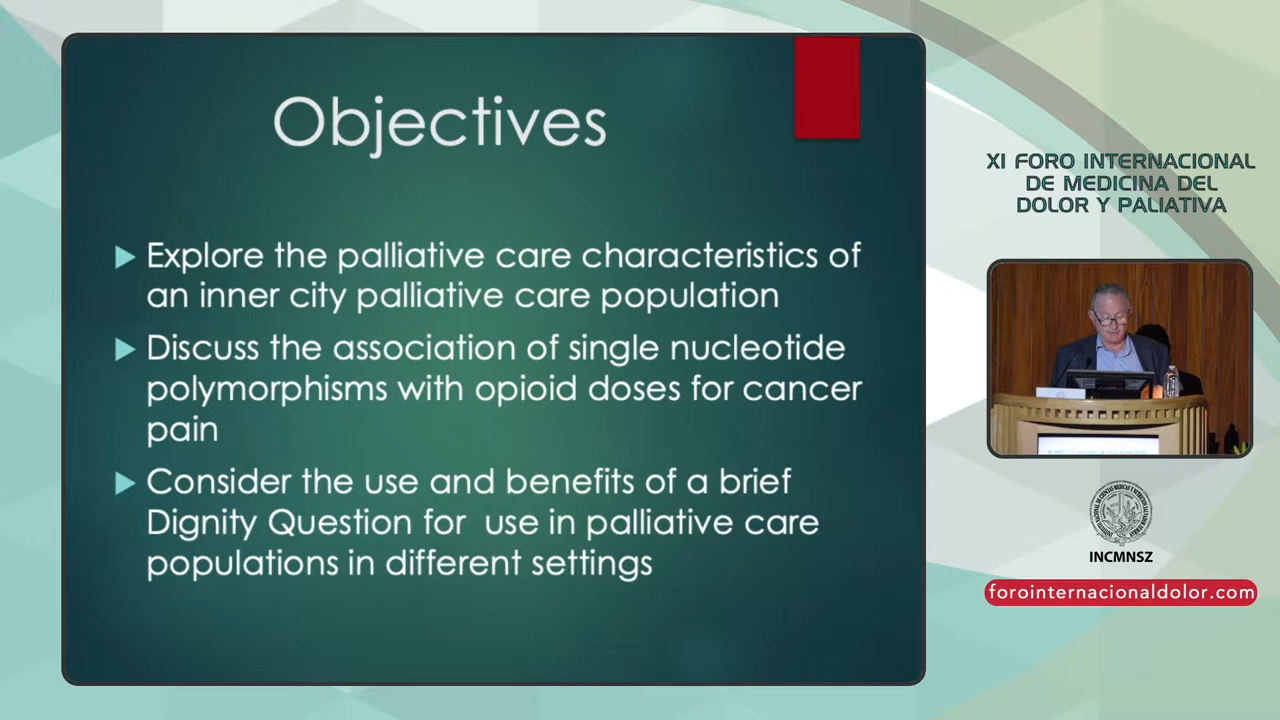 Objectives
Explore the palliative care characteristics of
an inner city palliative care population
Discuss the association of single nucleotide
polymorphisms with opioid doses for cancer
pain
Consider the use and benefits of a brief
Dignity Question for use in palliative care
populations in different settings
XI FORO INTERNACIONAL
DE MEDICINA DEL
DOLOR Y PALIATIVA
INCMNSZ
forointernacionaldolor.com